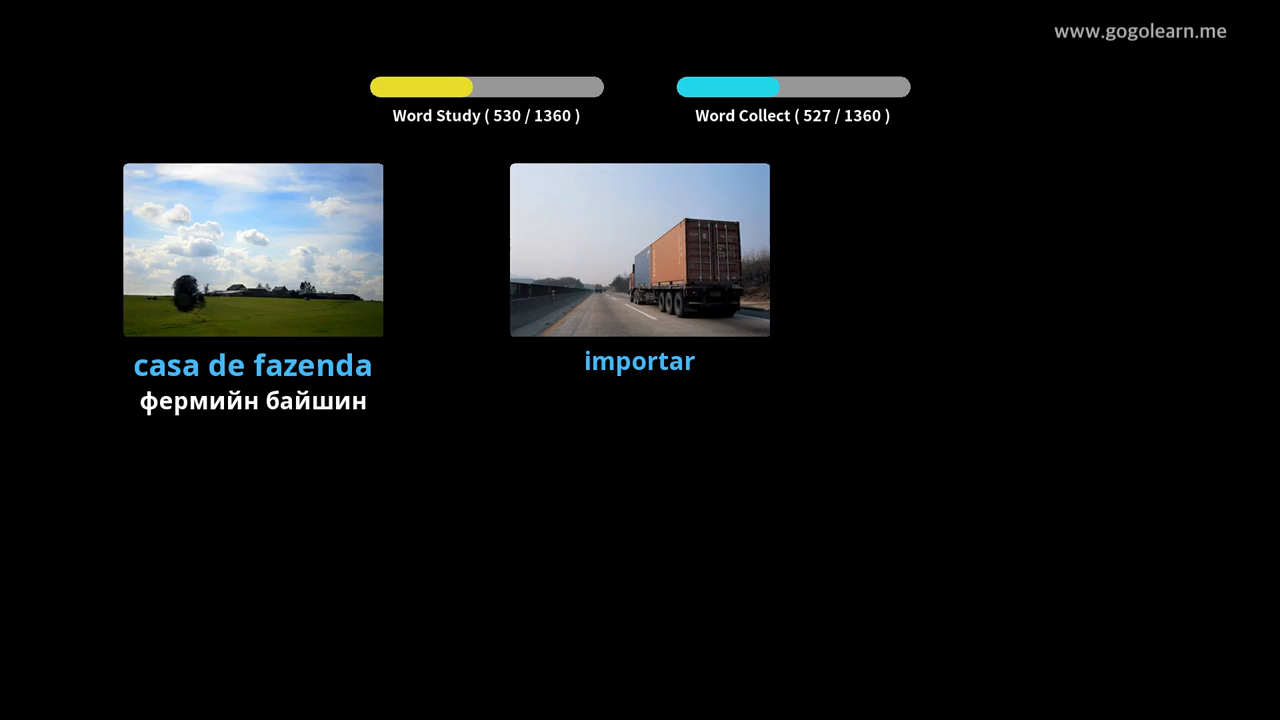 www.gogolearn.me
Word Study ( 530 / 1360 )
Word Collect ( 527 / 1360 )
casa de fazenda
фермийн байшин
importar